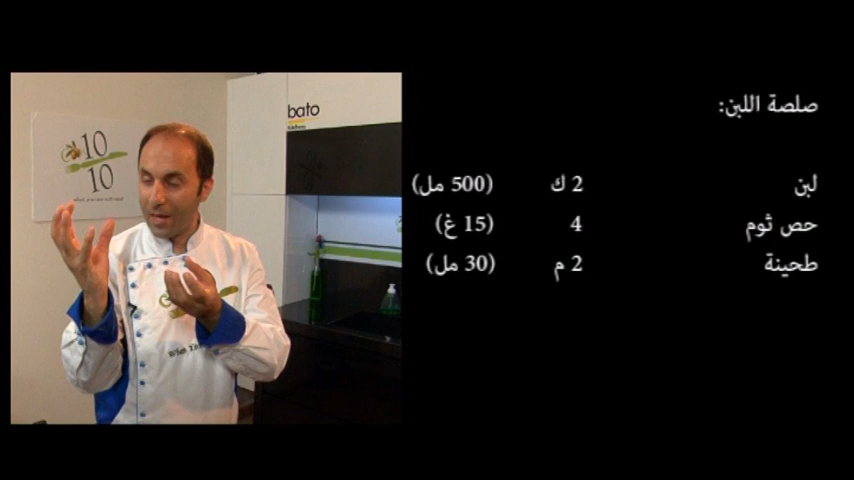 صلصة اللبن:
لبن 2 ك (500 مل)
حص ثوم 4 (15 غ)
طحينة 2 م (30 مل)
bato
10
10